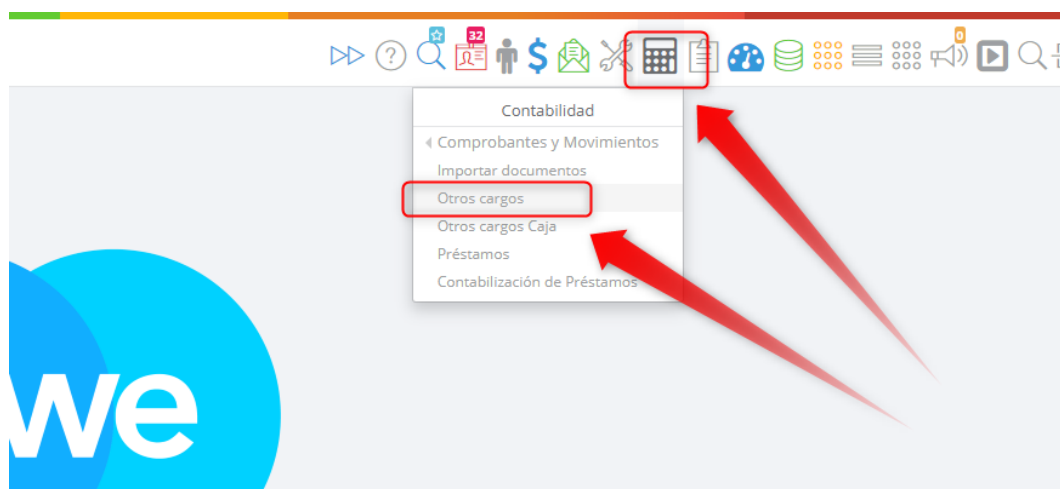 32
0
Contabilidad
Comprobantes y Movimientos
Importar documentos
Otros cargos
Otros cargos Caja
Préstamos
Contabilización de Préstamos
we